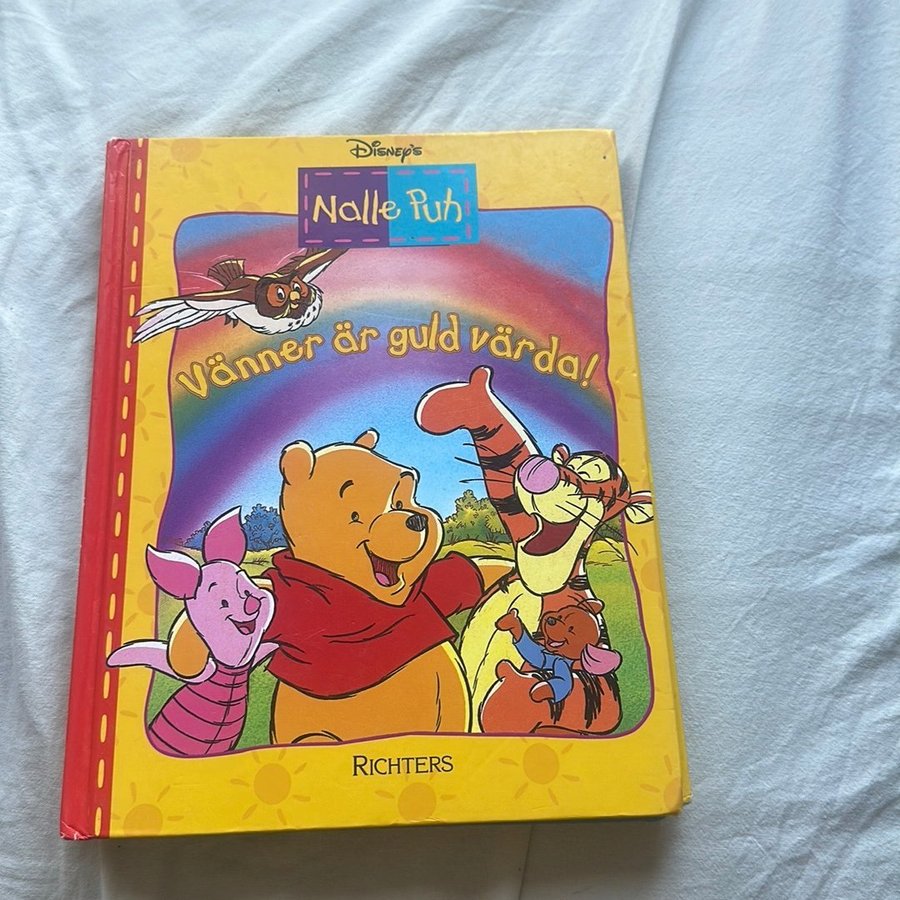 Disney's
Nalle Puh
Vänner är guld värda!
RICHTERS